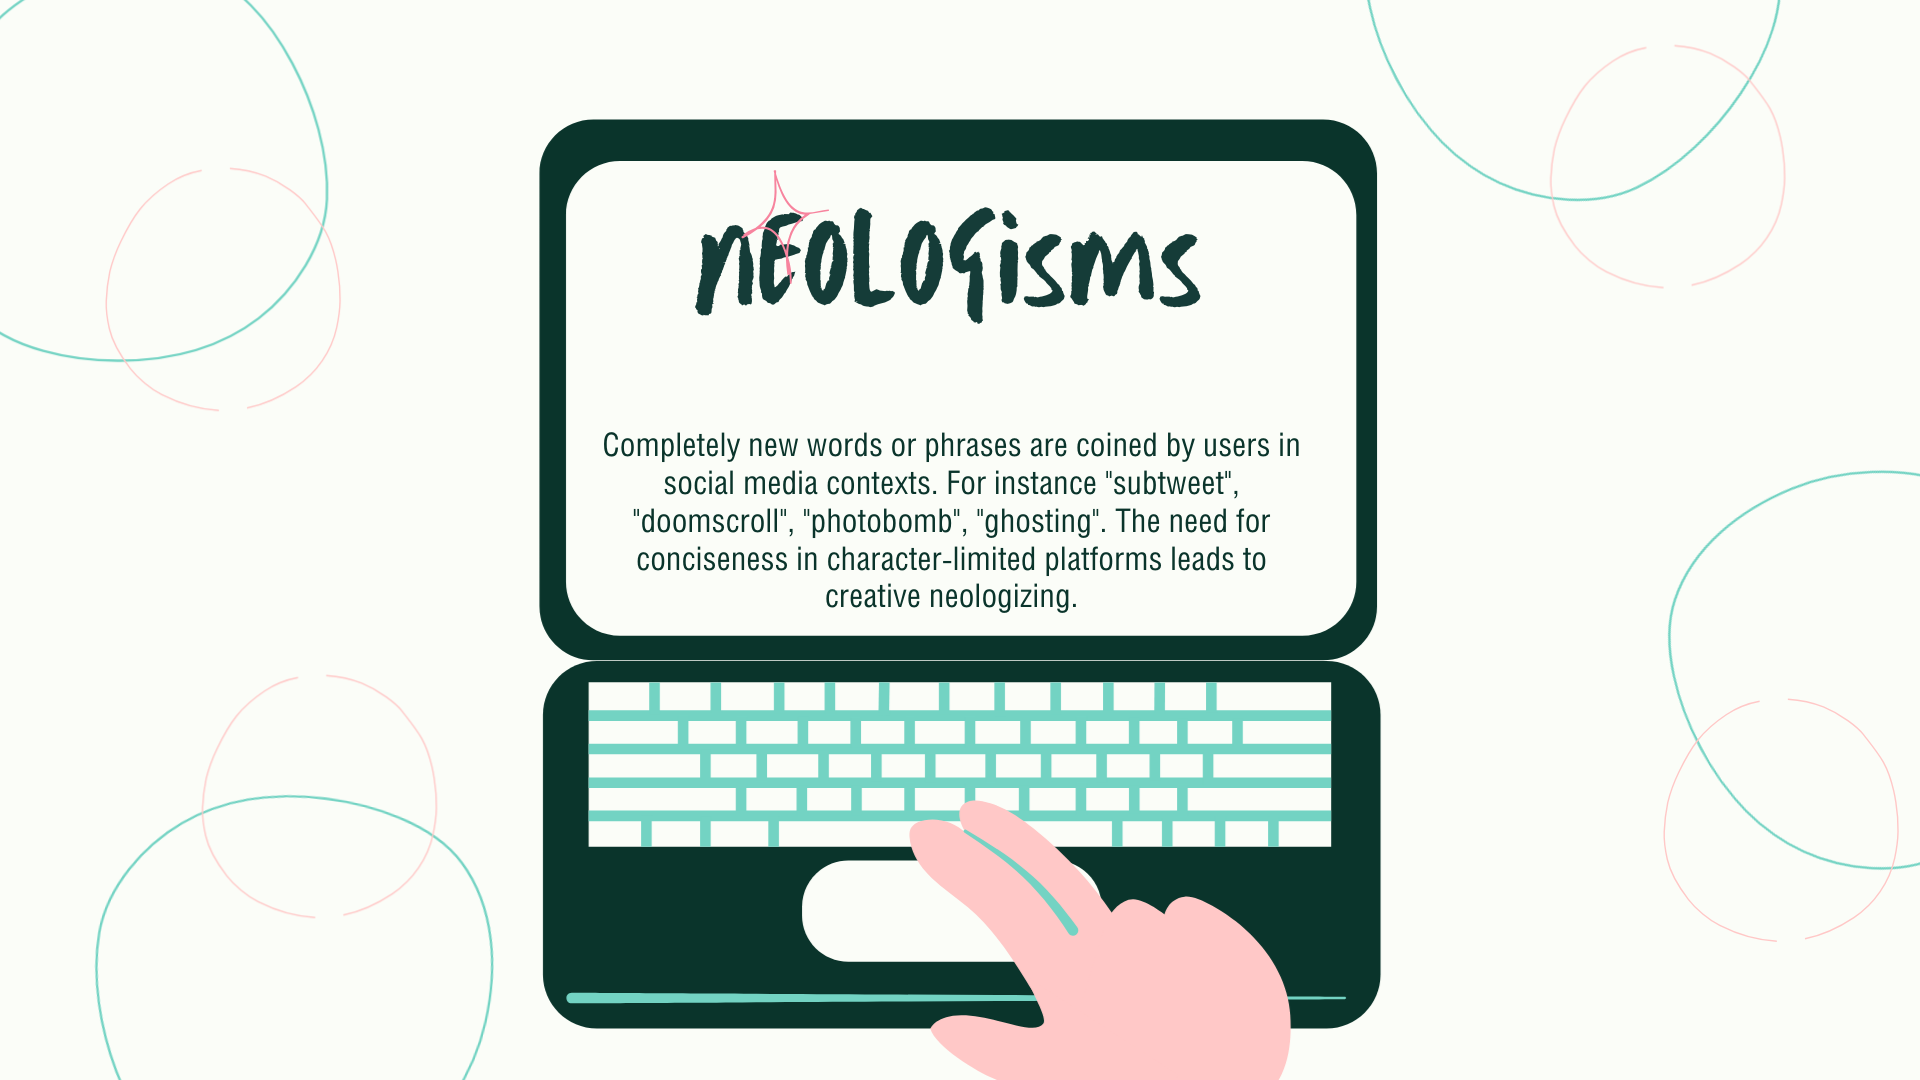 nEOLOGisms
Completely new words or phrases are coined by users in
social media contexts. For instance "subtweet",
"doomscroll", "photobomb", "ghosting". The need for
conciseness in character-limited platforms leads to
creative neologizing.